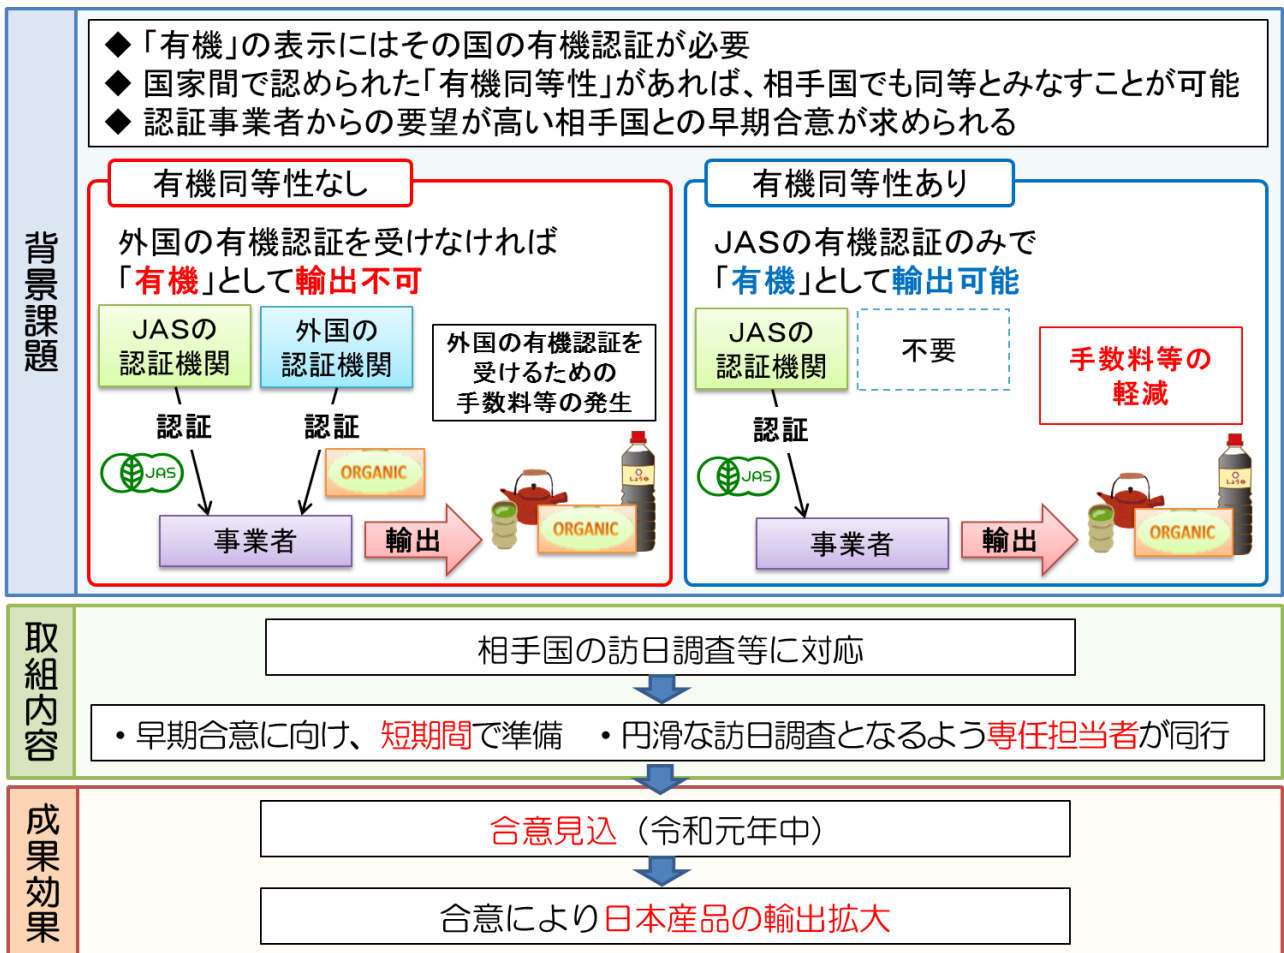 背景課題
◆ 「有機」の表示にはその国の有機認証が必要
◆ 国家間で認められた「有機同等性」があれば、相手国でも同等とみなすことが可能
◆ 認証事業者からの要望が高い相手国との早期合意が求められる
有機同等性なし
外国の有機認証を受けなければ
「有機」として輸出不可
JASの
認証機関
外国の
認証機関
外国の有機認証を
受けるための
手数料等の発生
認証
認証
JAS
ORGANIC
事業者
輸出
ORGANIC
しょうゆ
有機同等性あり
JASの有機認証のみで
「有機」として輸出可能
JASの
認証機関
不要
手数料等の
軽減
認証
JAS
事業者
輸出
ORGANIC
しょうゆ
取組内容
相手国の訪日調査等に対応
・早期合意に向け、短期間で準備　・円滑な訪日調査となるよう専任担当者が同行
成果効果
合意見込（令和元年中）
合意により日本産品の輸出拡大